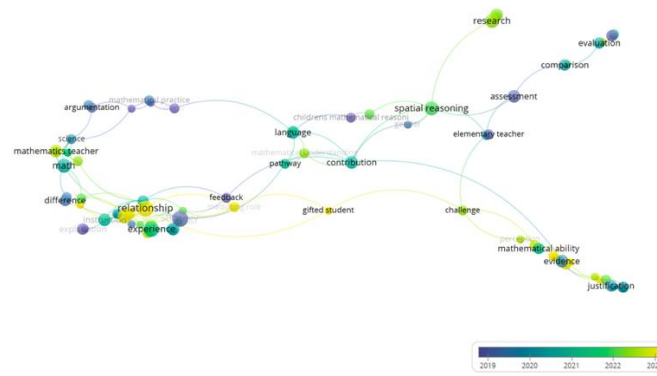 research
evaluation
comparison
assessment
mathematical practice
argumentation
spatial reasoning
childrens mathematical reasoni
language
elementary teacher
science
mathematics teacher
math
pathway
contribution
feedback
difference
relationship
gifted student
challenge
experience
mathematical ability
evidence
justification
2019
2020
2021
2022